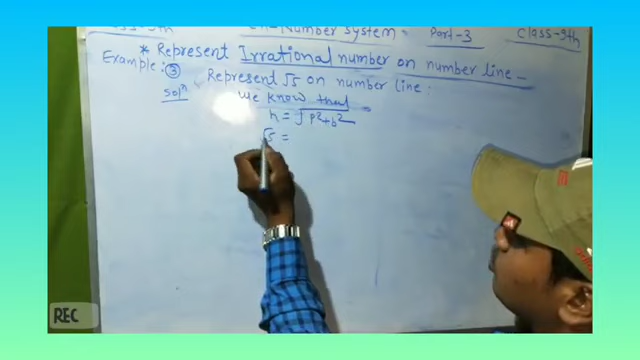 Number System Part-3 Class-9th
* Represent Irrational number on number line -
Example: ③ Represent √5 on number line:
Solⁿ We know that
h = √p²+b²
√5 =
REC